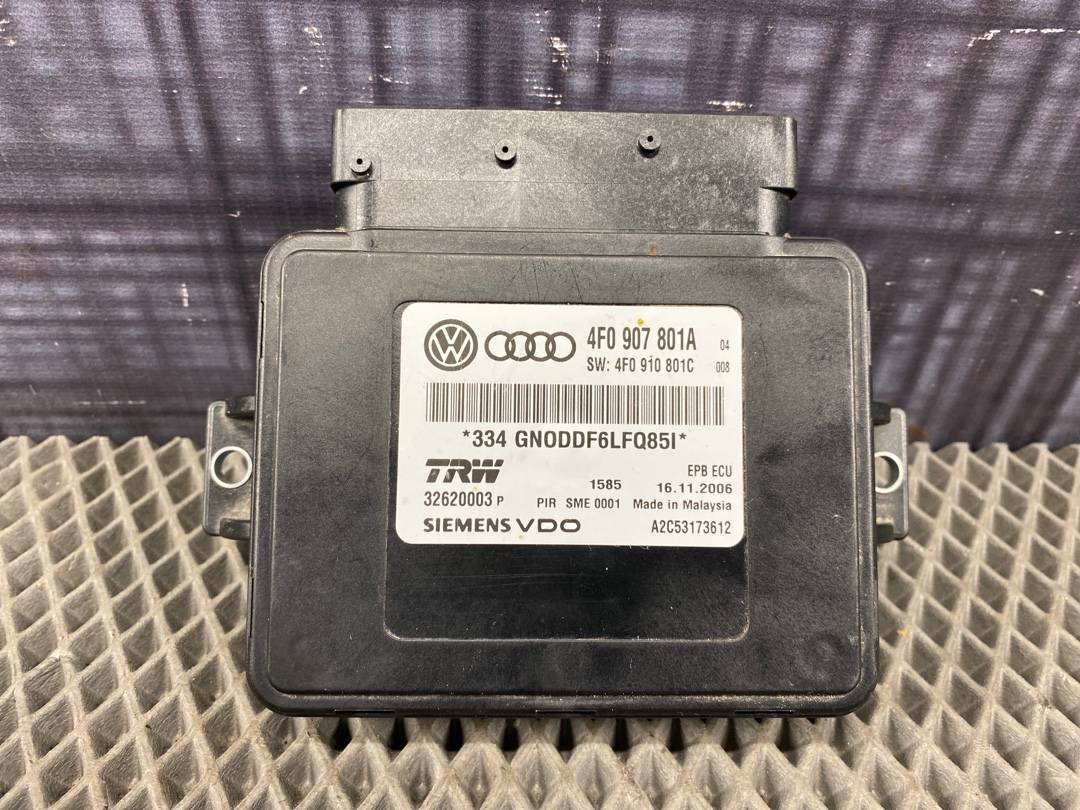 4F0 907 801A 04
SW: 4F0 910 801C 008
*334 GNODDF6LFQ85I*
TRW EPB ECU
1585 16.11.2006
32620003 P PIR SME 0001 Made in Malaysia
SIEMENS VDO A2C53173612